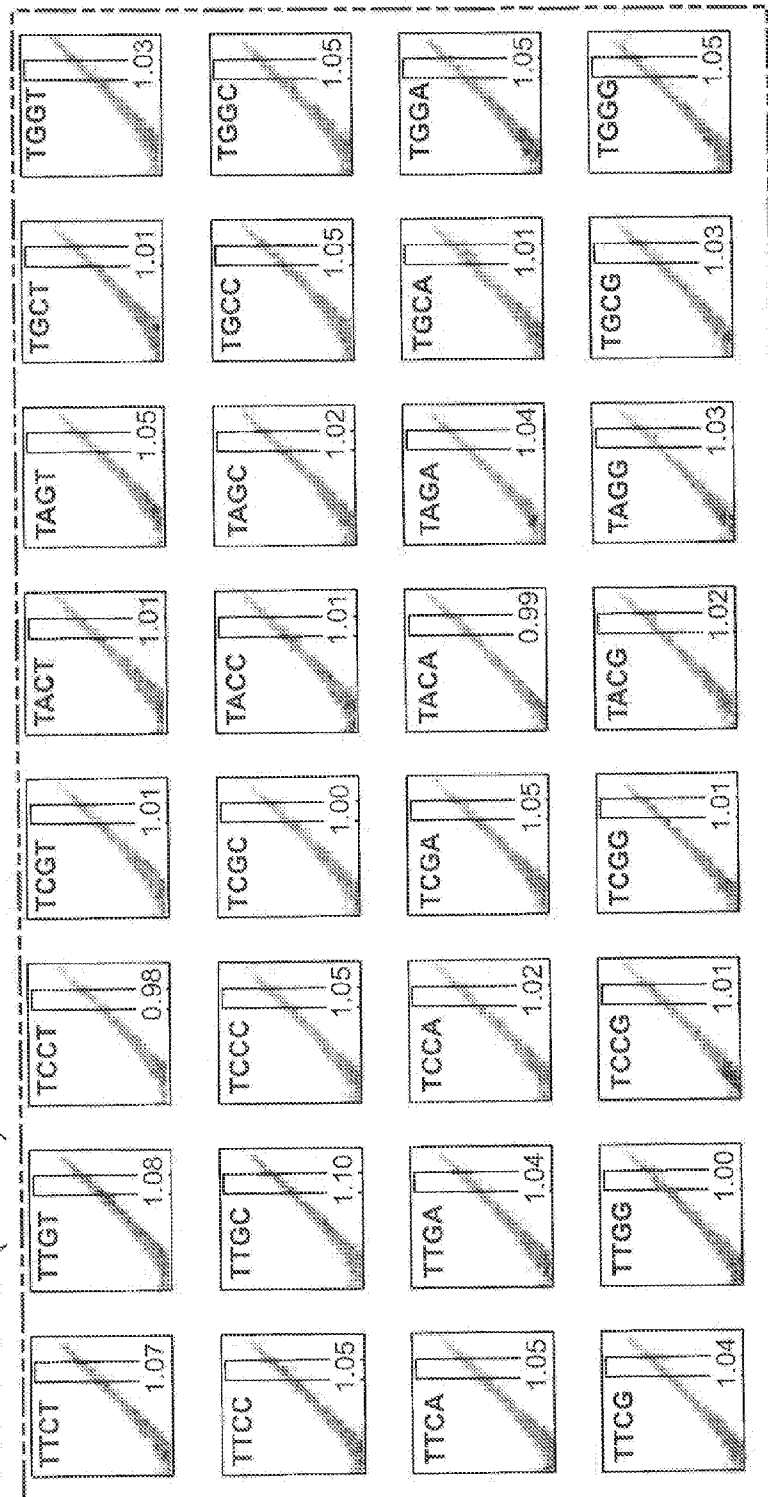 TTCT TTGT TCCT TCGT TACT TAGT TGCT TGGT
1.07 1.08 0.98 1.01 1.01 1.05 1.01 1.03
TTCC TTGC TCCC TCGC TACC TAGC TGCC TGGC
1.05 1.10 1.05 1.00 1.01 1.02 1.05 1.05
TTCA TTGA TCCA TCGA TACA TAGA TGCA TGGA
1.05 1.04 1.02 1.05 0.99 1.04 1.01 1.05
TTCG TTGG TCCG TCGG TACG TAGG TGCG TGGG
1.04 1.00 1.01 1.01 1.02 1.03 1.03 1.05